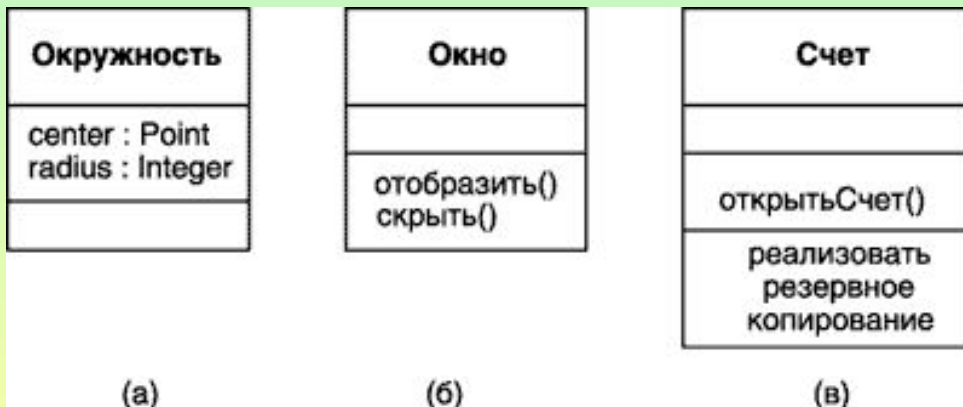 Окружность
center : Point
radius : Integer
(а)
Окно
отобразить()
скрыть()
(б)
Счет
открытьСчет()
реализовать
резервное
копирование
(в)